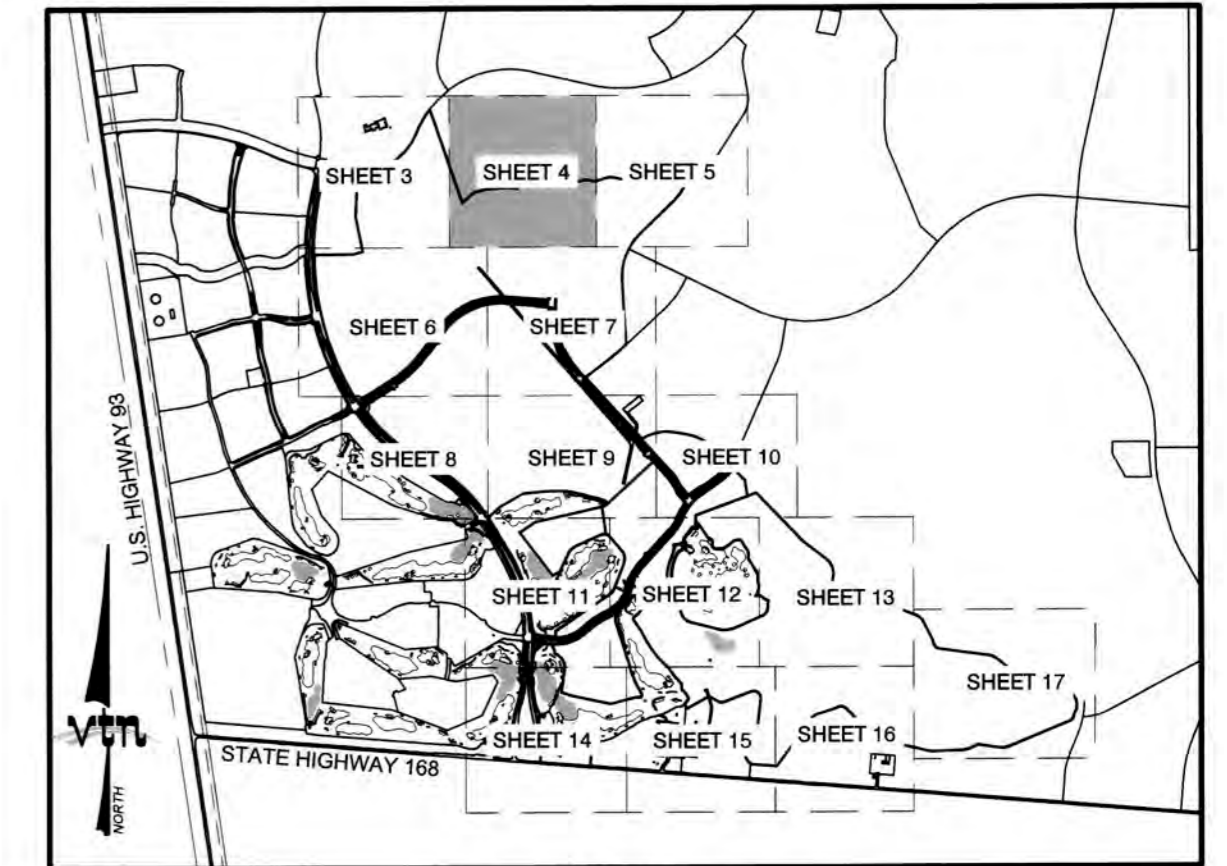 SHEET 3
SHEET 4
SHEET 5
SHEET 6
SHEET 7
U.S. HIGHWAY 93
SHEET 8
SHEET 9
SHEET 10
SHEET 11
SHEET 12
SHEET 13
SHEET 17
vtn
SHEET 14
SHEET 15
SHEET 16
STATE HIGHWAY 168
NORTH